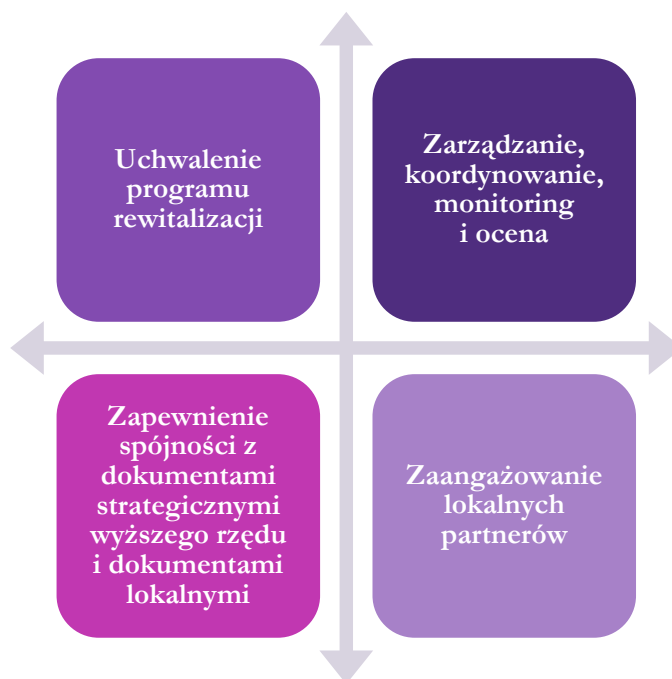 Uchwalenie
programu
rewitalizacji
Zarządzanie,
koordynowanie,
monitoring
i ocena
Zapewnienie
spójności z
dokumentami
strategicznymi
wyższego rzędu
i dokumentami
lokalnymi
Zaangażowanie
lokalnych
partnerów